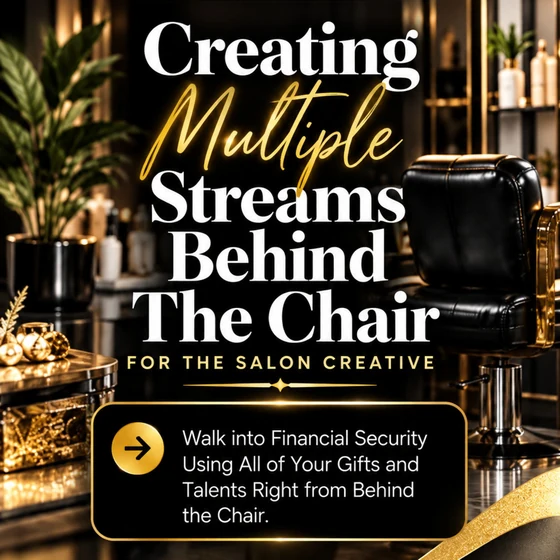 Creating
Multiple
Streams
Behind
The Chair
FOR THE SALON CREATIVE
Walk into Financial Security
Using All of Your Gifts and
Talents Right from Behind
the Chair.